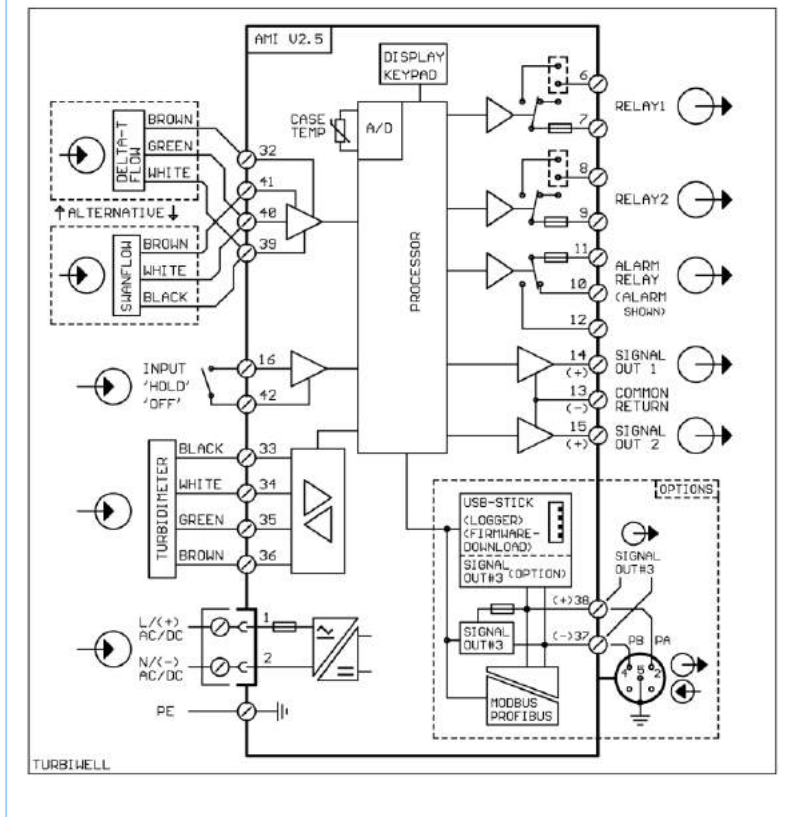 AMI V2.5
DISPLAY
KEYPAD
CASE
TEMP
A/D
PROCESSOR
DELTA-T
FLOW
BROWN
GREEN
WHITE
32
41
40
39
↑ALTERNATIVE↓
SWANFLOW
BROWN
WHITE
BLACK
INPUT
'HOLD'
'OFF'
16
42
TURBIDIMETER
BLACK
33
WHITE
34
GREEN
35
BROWN
36
L/(+)
AC/DC
1
N/(-)
AC/DC
2
PE
6
RELAY1
7
8
RELAY2
9
11
ALARM
RELAY
10
(ALARM
SHOWN)
12
14
(+)
SIGNAL
OUT 1
13
(-)
COMMON
RETURN
15
(+)
SIGNAL
OUT 2
OPTIONS
USB-STICK
(LOGGER)
(FIRMWARE-
DOWNLOAD)
SIGNAL
OUT#3 (OPTION)
SIGNAL
OUT#3
(+)38
SIGNAL
OUT#3
(-)37
PB PA
4 5 2
MODBUS
PROFIBUS
TURBIWELL